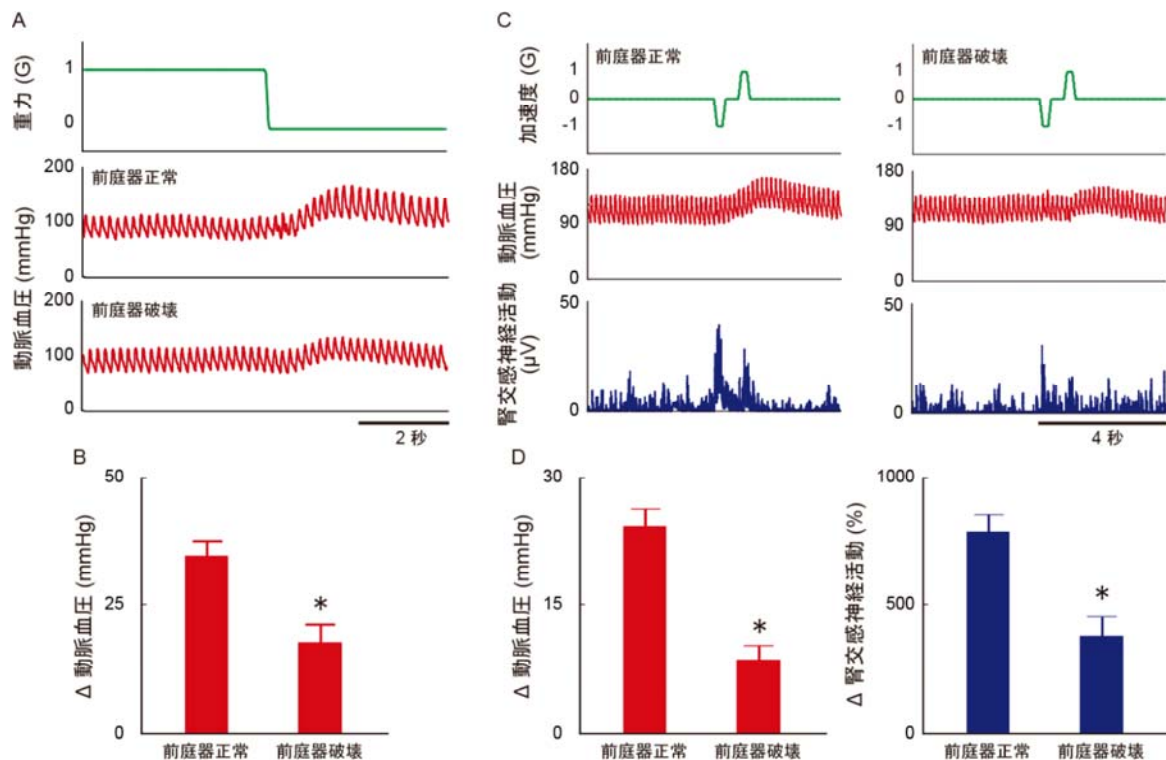 A
重力 (G)
1
0
動脈血圧 (mmHg)
200
前庭器正常
100
0
200
前庭器破壊
100
0
2 秒
B
Δ 動脈血圧 (mmHg)
50
25
0
*
前庭器正常
前庭器破壊
C
加速度 (G)
前庭器正常
1
0
-1
前庭器破壊
1
0
-1
動脈血圧
(mmHg)
180
90
0
180
90
0
腎交感神経活動
(μV)
50
0
50
0
4 秒
D
Δ 動脈血圧 (mmHg)
30
15
0
*
前庭器正常
前庭器破壊
Δ 腎交感神経活動 (%)
1000
500
0
*
前庭器正常
前庭器破壊